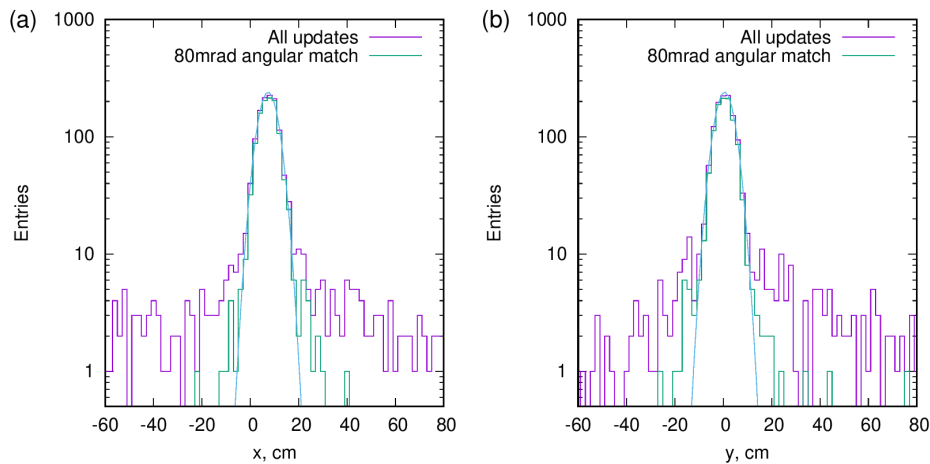 (a)
1000
100
10
1
Entries
All updates
80mrad angular match
-60 -40 -20 0 20 40 60 80
x, cm
(b)
1000
100
10
1
Entries
All updates
80mrad angular match
-60 -40 -20 0 20 40 60 80
y, cm